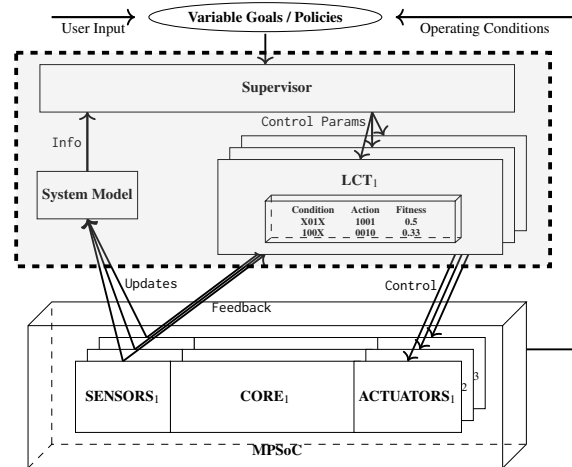 Variable Goals / Policies
User Input
Operating Conditions
Supervisor
Control Params
Info
LCT1
System Model
Condition Action Fitness
X01X 1001 0.5
100X 0010 0.33
Updates
Feedback
Control
3
2
SENSORS1 CORE1 ACTUATORS1
MPSoC